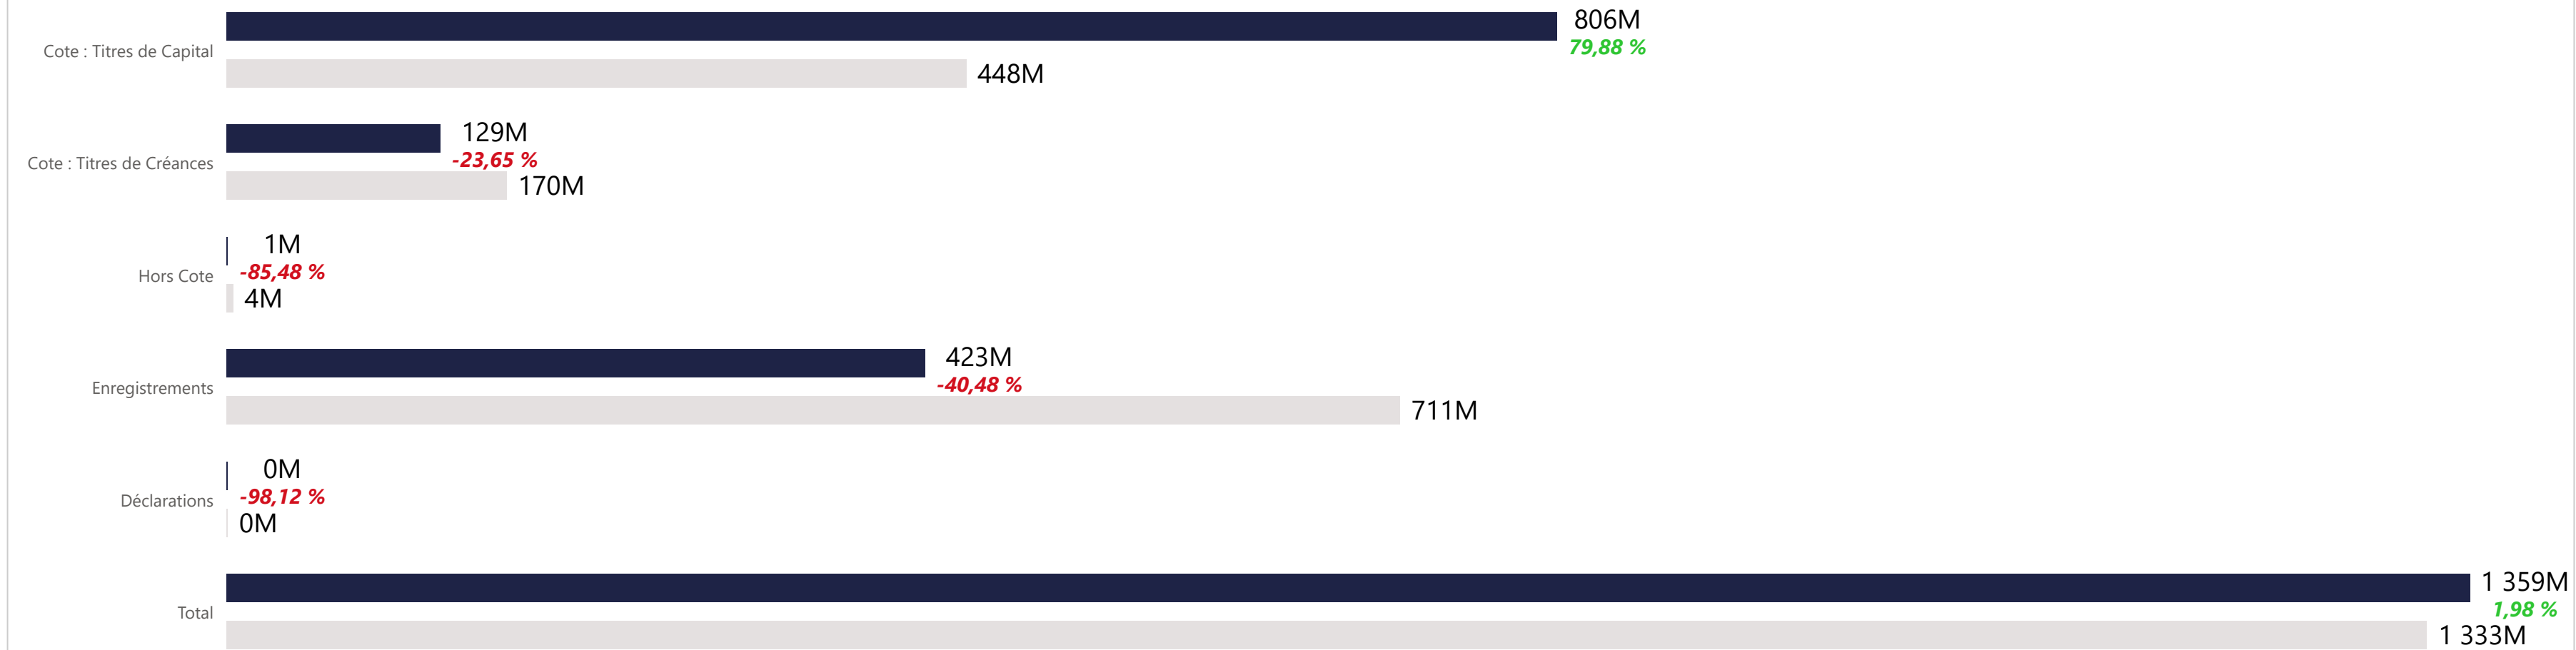 806M
79,88 %
Cote : Titres de Capital
448M
129M
-23,65 %
Cote : Titres de Créances
170M
1M
-85,48 %
Hors Cote
4M
423M
-40,48 %
Enregistrements
711M
0M
-98,12 %
Déclarations
0M
1 359M
1,98 %
Total
1 333M